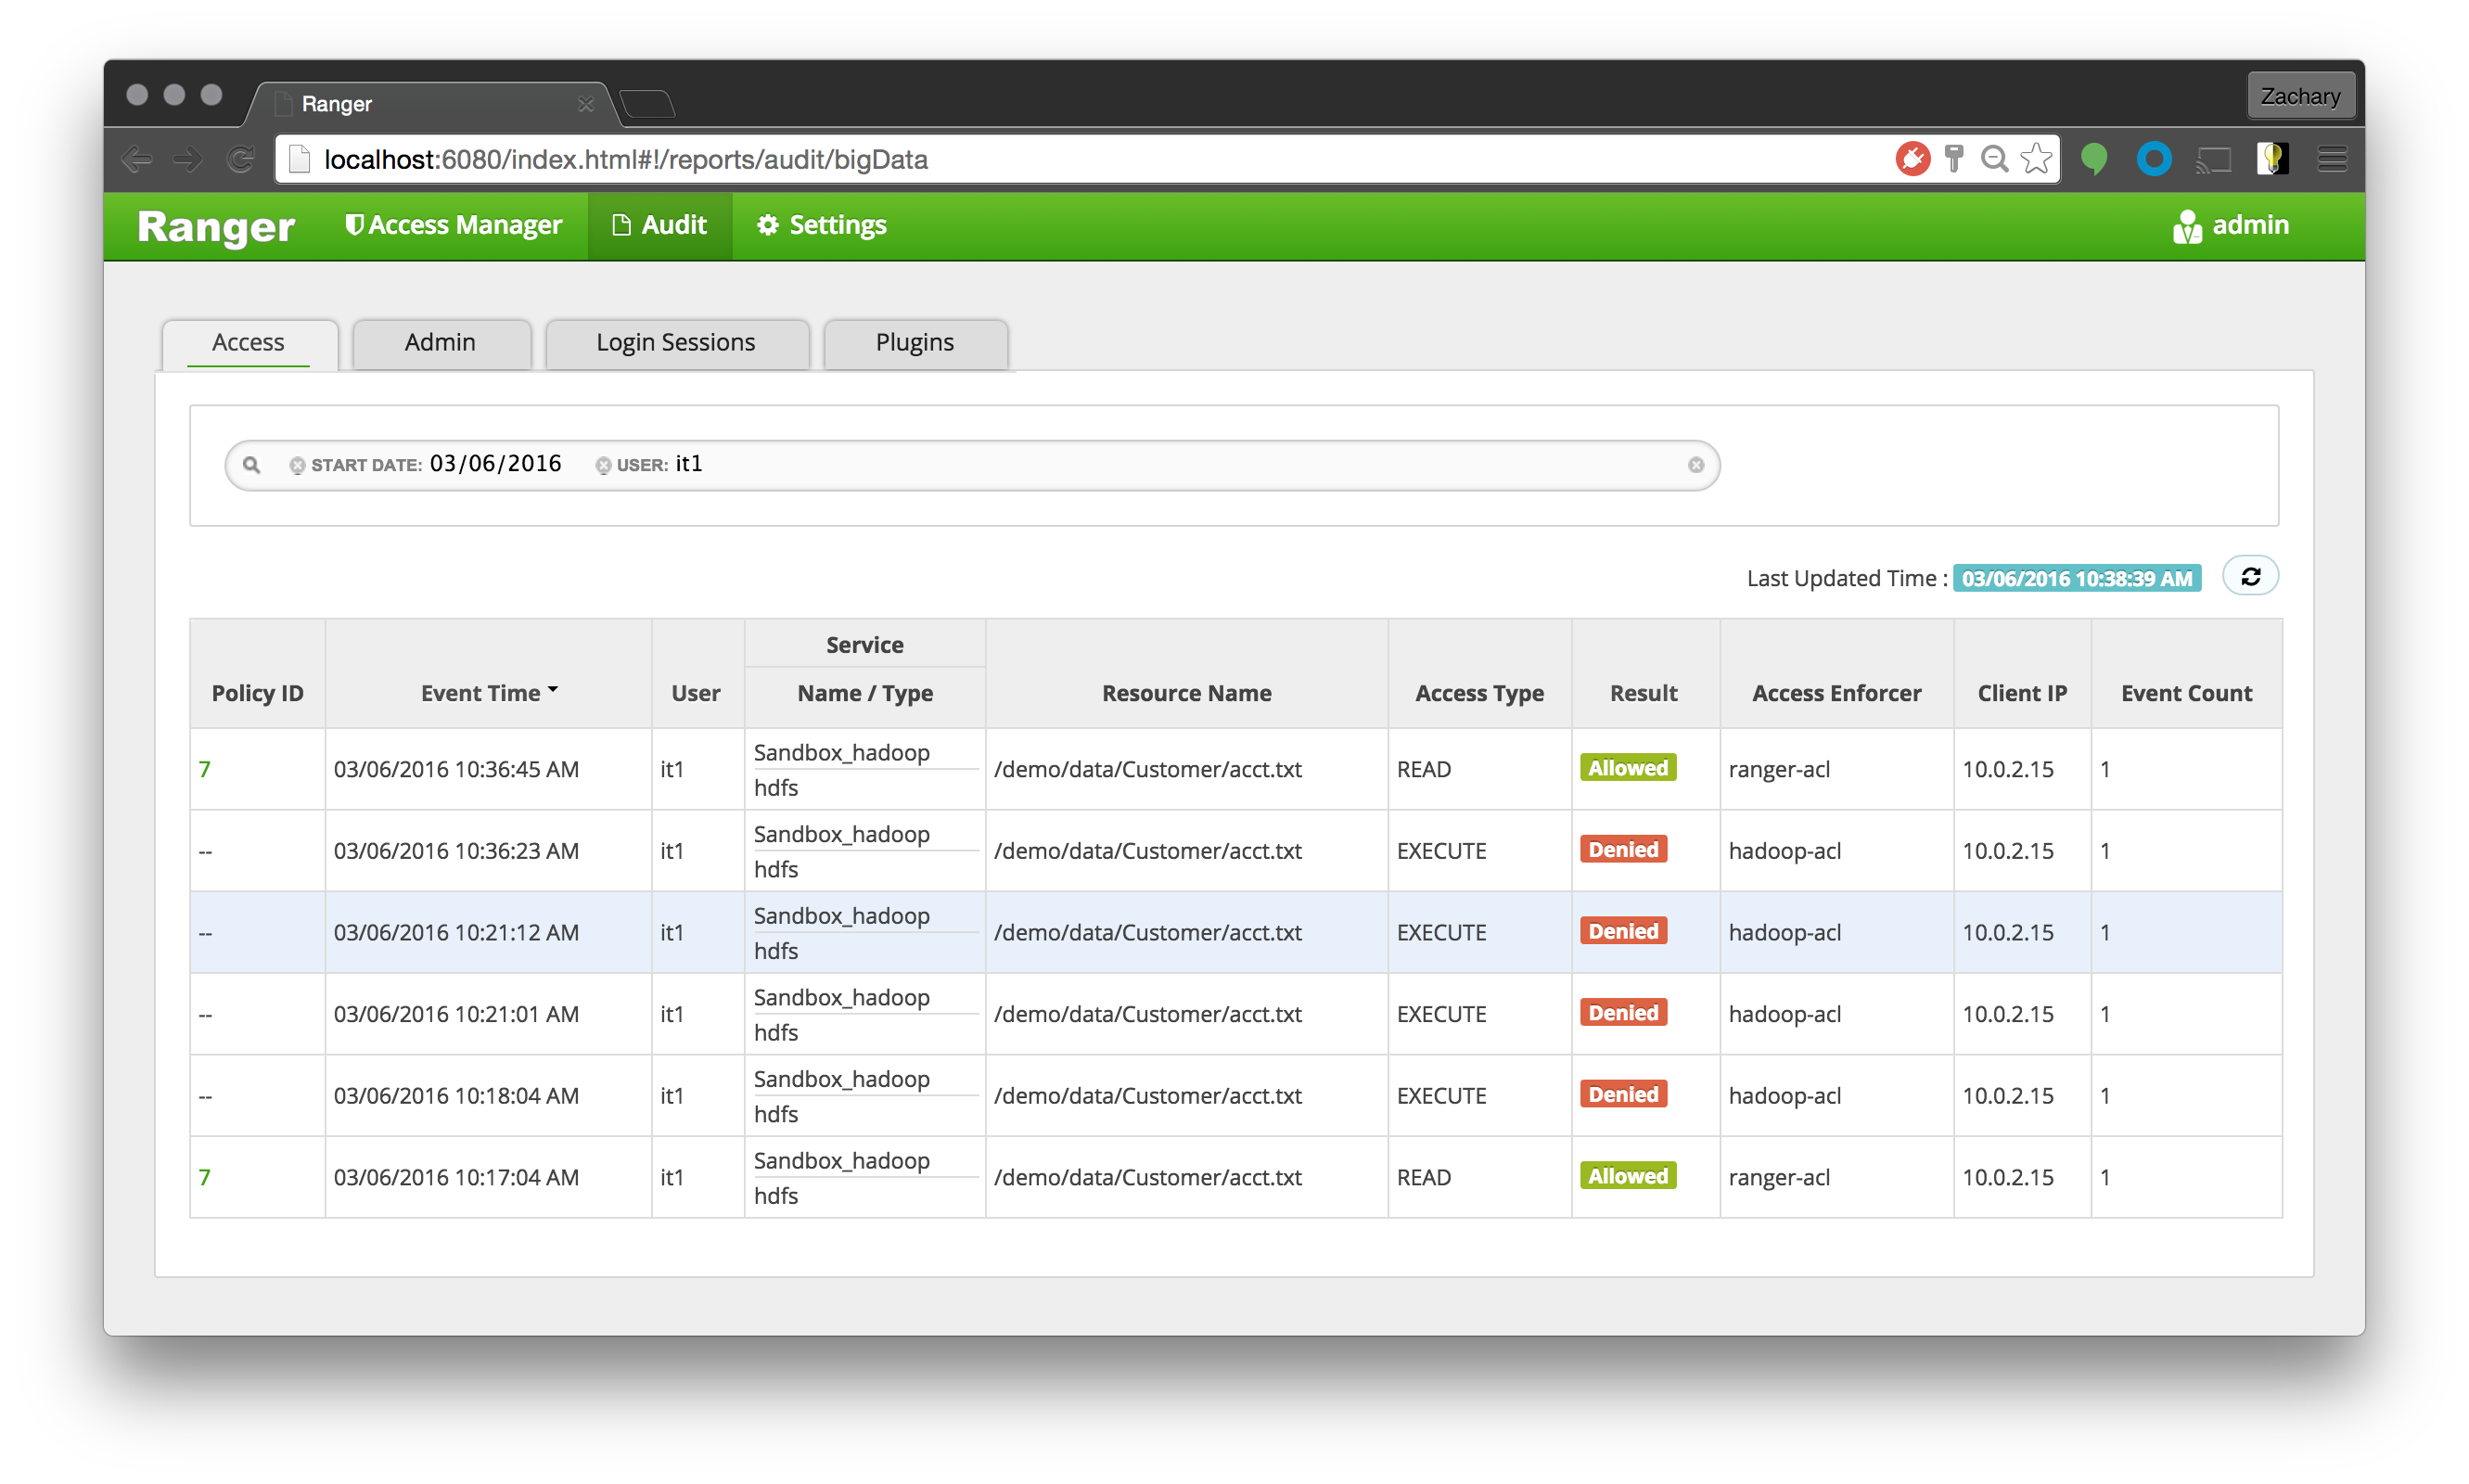 Ranger
Zachary
localhost:6080/index.html#!/reports/audit/bigData
Ranger Access Manager Audit Settings admin
Access Admin Login Sessions Plugins
START DATE: 03/06/2016 USER: it1
Last Updated Time : 03/06/2016 10:38:39 AM
Service
Policy ID Event Time User Name / Type Resource Name Access Type Result Access Enforcer Client IP Event Count
Sandbox_hadoop
7 03/06/2016 10:36:45 AM it1 /demo/data/Customer/acct.txt READ Allowed ranger-acl 10.0.2.15 1
hdfs
Sandbox_hadoop
-- 03/06/2016 10:36:23 AM it1 /demo/data/Customer/acct.txt EXECUTE Denied hadoop-acl 10.0.2.15 1
hdfs
Sandbox_hadoop
-- 03/06/2016 10:21:12 AM it1 /demo/data/Customer/acct.txt EXECUTE Denied hadoop-acl 10.0.2.15 1
hdfs
Sandbox_hadoop
-- 03/06/2016 10:21:01 AM it1 /demo/data/Customer/acct.txt EXECUTE Denied hadoop-acl 10.0.2.15 1
hdfs
Sandbox_hadoop
-- 03/06/2016 10:18:04 AM it1 /demo/data/Customer/acct.txt EXECUTE Denied hadoop-acl 10.0.2.15 1
hdfs
Sandbox_hadoop
7 03/06/2016 10:17:04 AM it1 /demo/data/Customer/acct.txt READ Allowed ranger-acl 10.0.2.15 1
hdfs